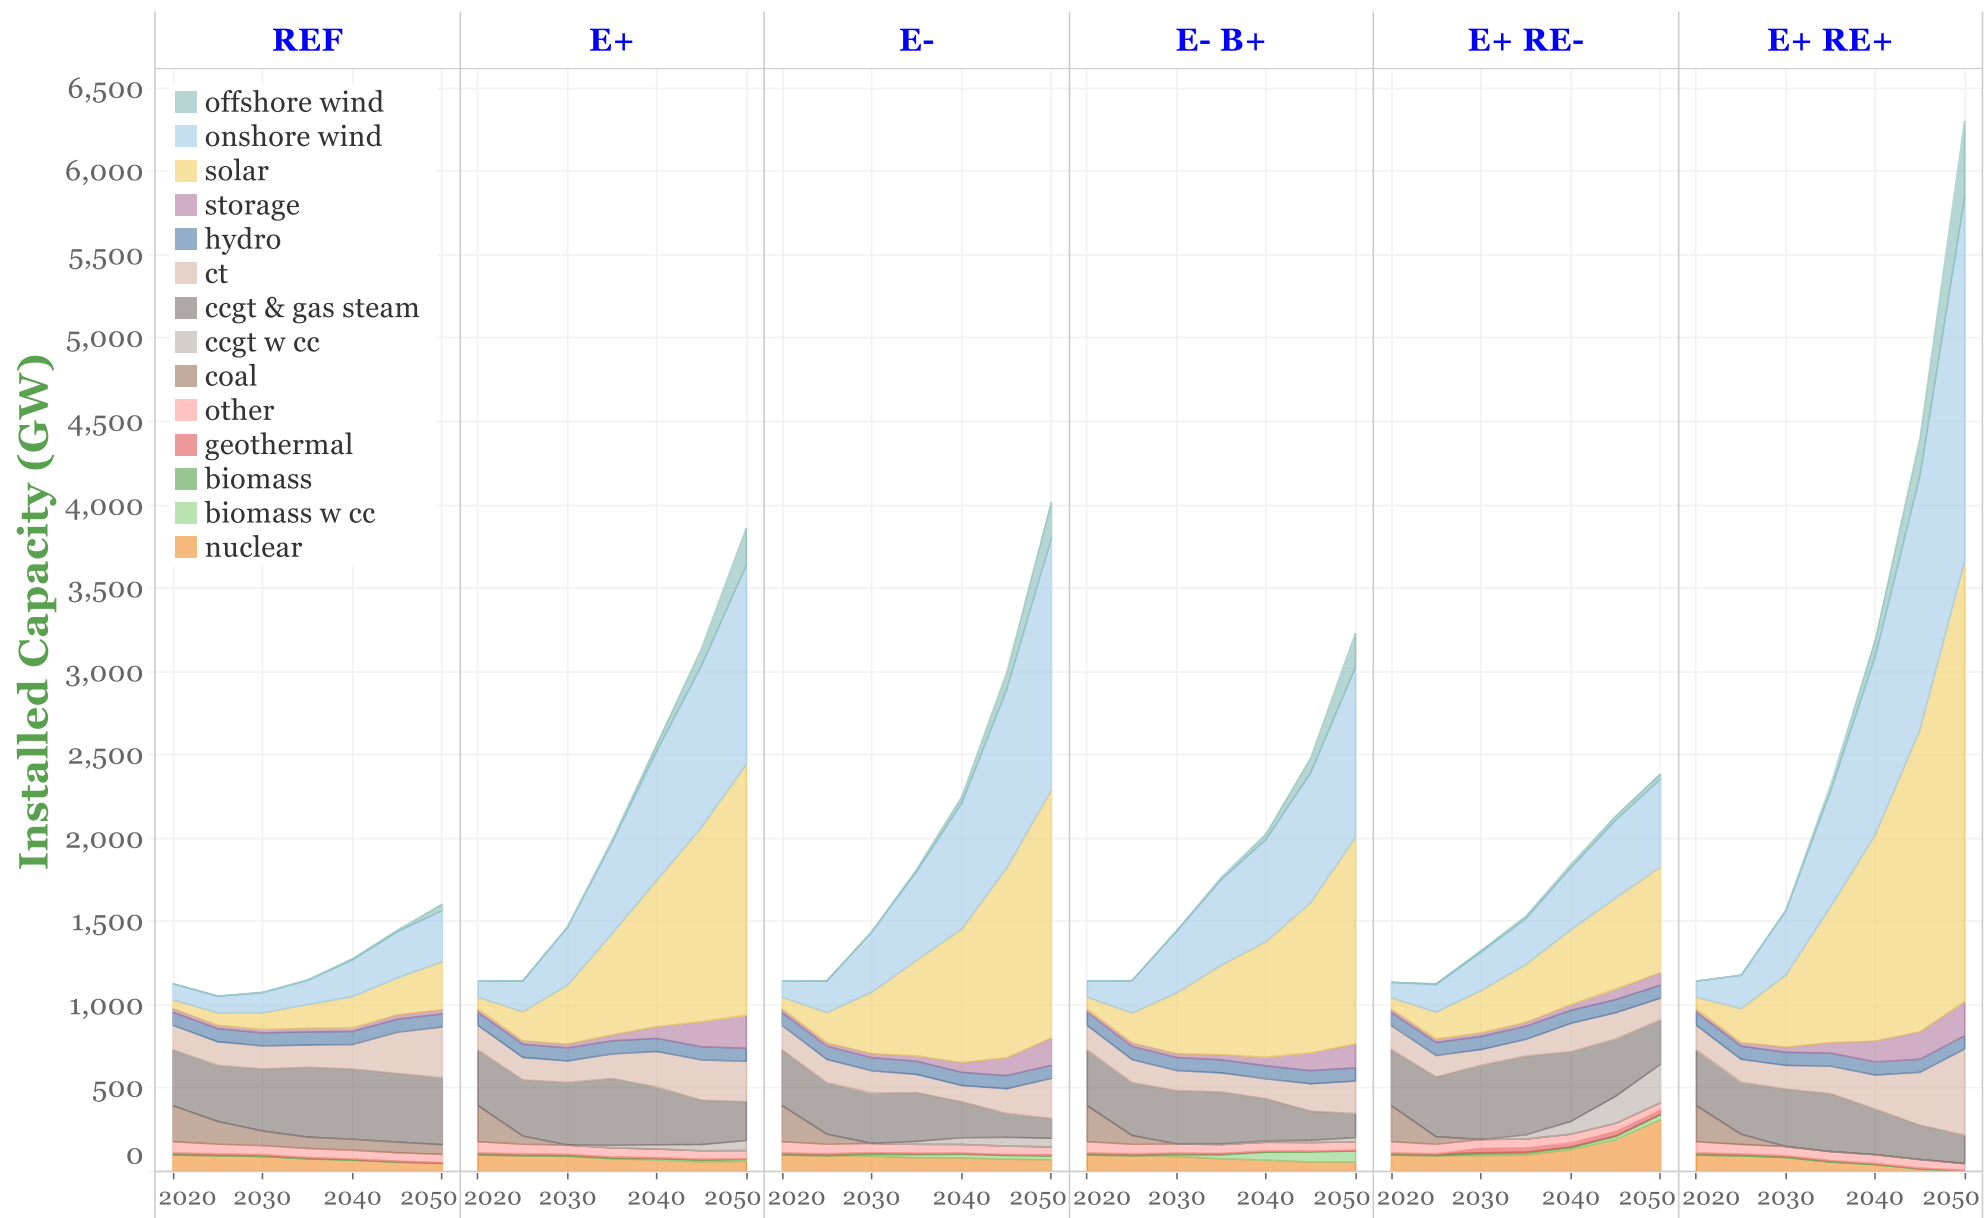 REF E+ E- E- B+ E+ RE- E+ RE+
Installed Capacity (GW)
6,500
6,000
5,500
5,000
4,500
4,000
3,500
3,000
2,500
2,000
1,500
1,000
500
0
offshore wind
onshore wind
solar
storage
hydro
ct
ccgt & gas steam
ccgt w cc
coal
other
geothermal
biomass
biomass w cc
nuclear
2020 2030 2040 2050 2020 2030 2040 2050 2020 2030 2040 2050 2020 2030 2040 2050 2020 2030 2040 2050 2020 2030 2040 2050